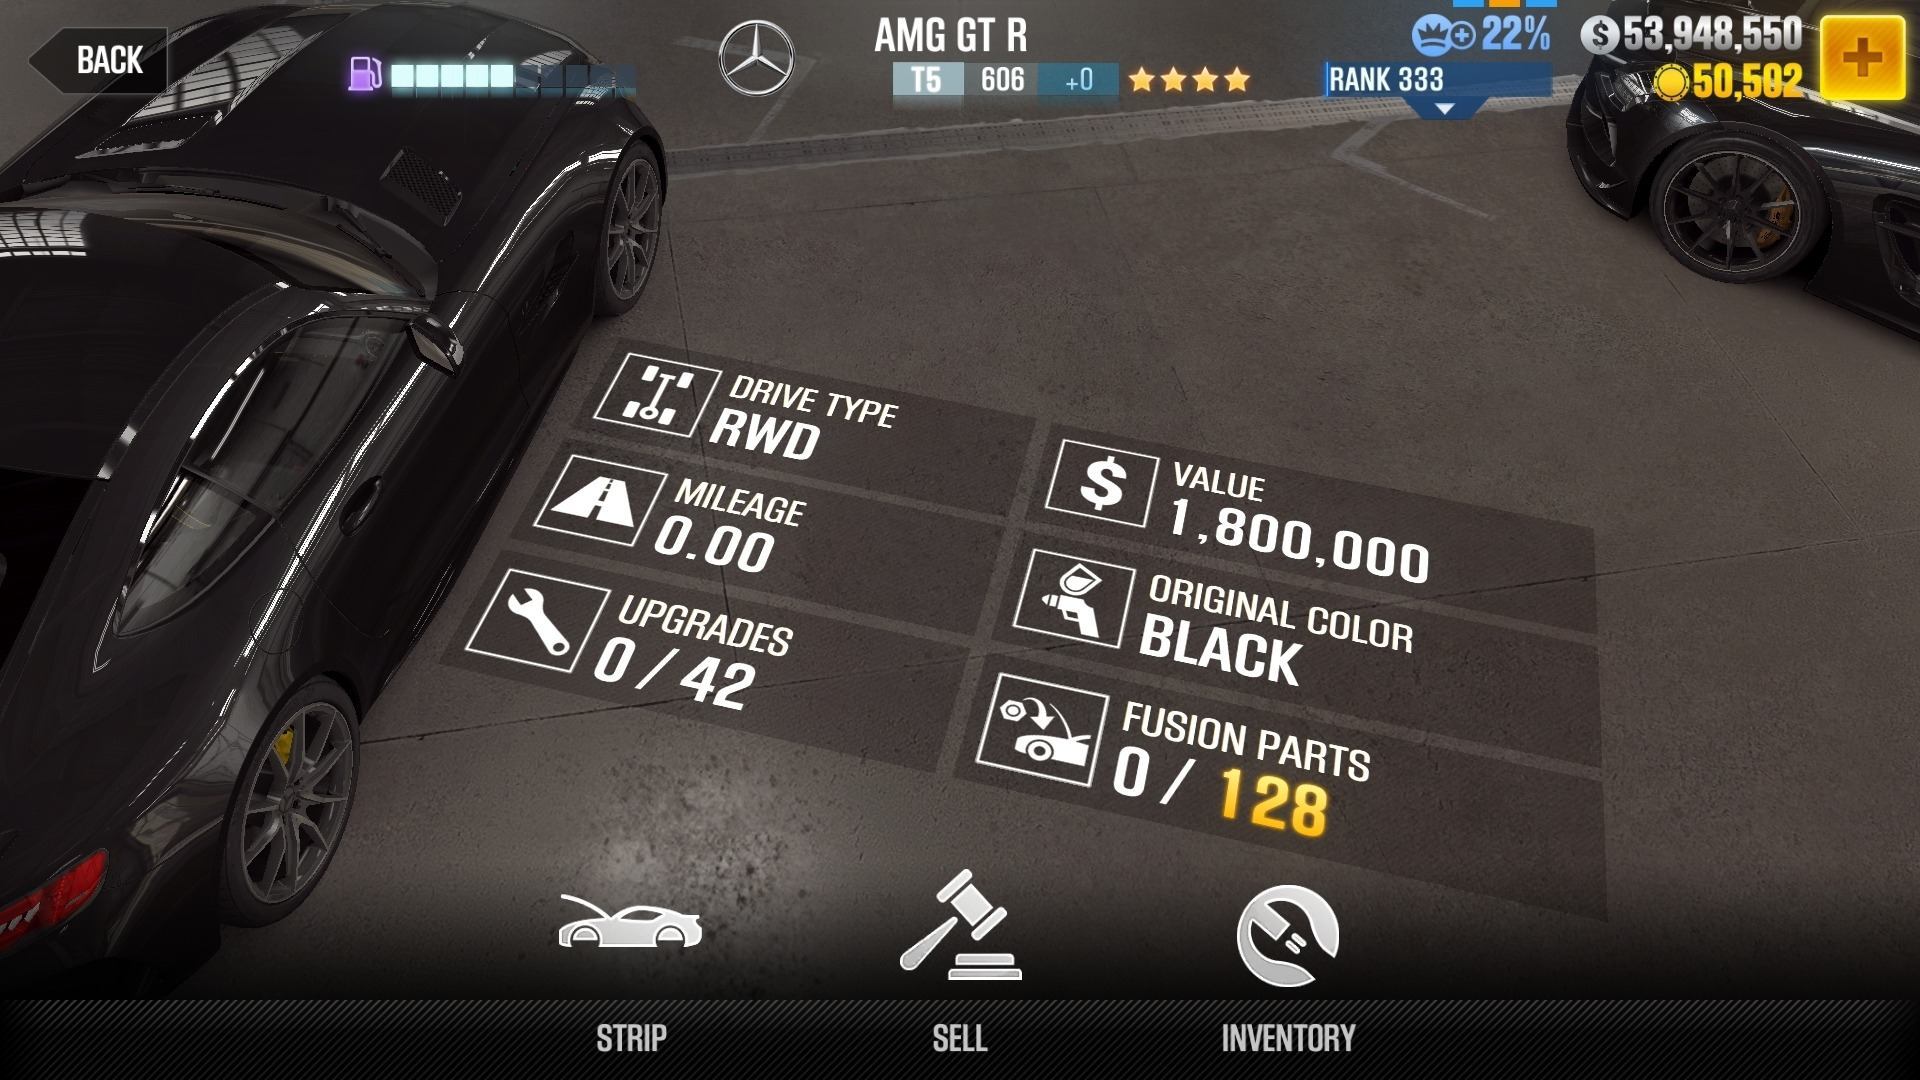 BACK
AMG GT R
T5 606 +0
22%
RANK 333
$ 53,948,550
50,502
DRIVE TYPE
RWD
MILEAGE
0.00
UPGRADES
0 / 42
$
VALUE
1,800,000
ORIGINAL COLOR
BLACK
FUSION PARTS
0 / 128
STRIP
SELL
INVENTORY